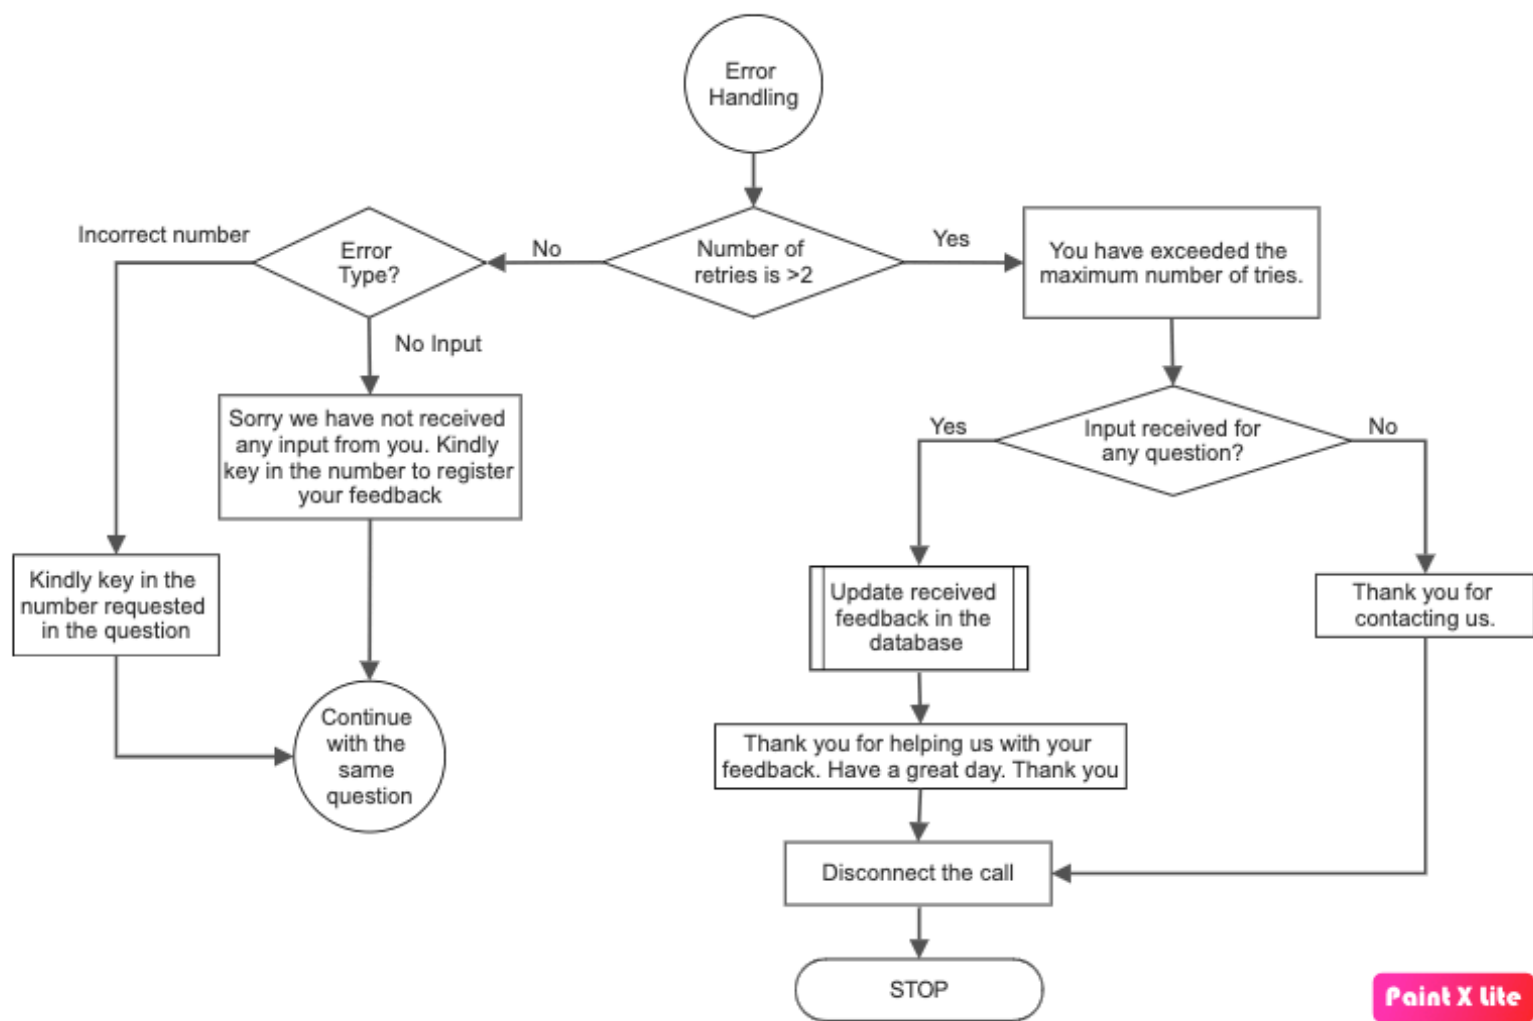 Error
Handling
Incorrect number
Error
Type?
No
Number of
retries is >2
Yes
You have exceeded the
maximum number of tries.
No Input
Sorry we have not received
any input from you. Kindly
key in the number to register
your feedback
Yes
Input received for
any question?
No
Kindly key in the
number requested
in the question
Update received
feedback in the
database
Thank you for
contacting us.
Continue
with the
same
question
Thank you for helping us with your
feedback. Have a great day. Thank you
Disconnect the call
STOP
Paint X Lite